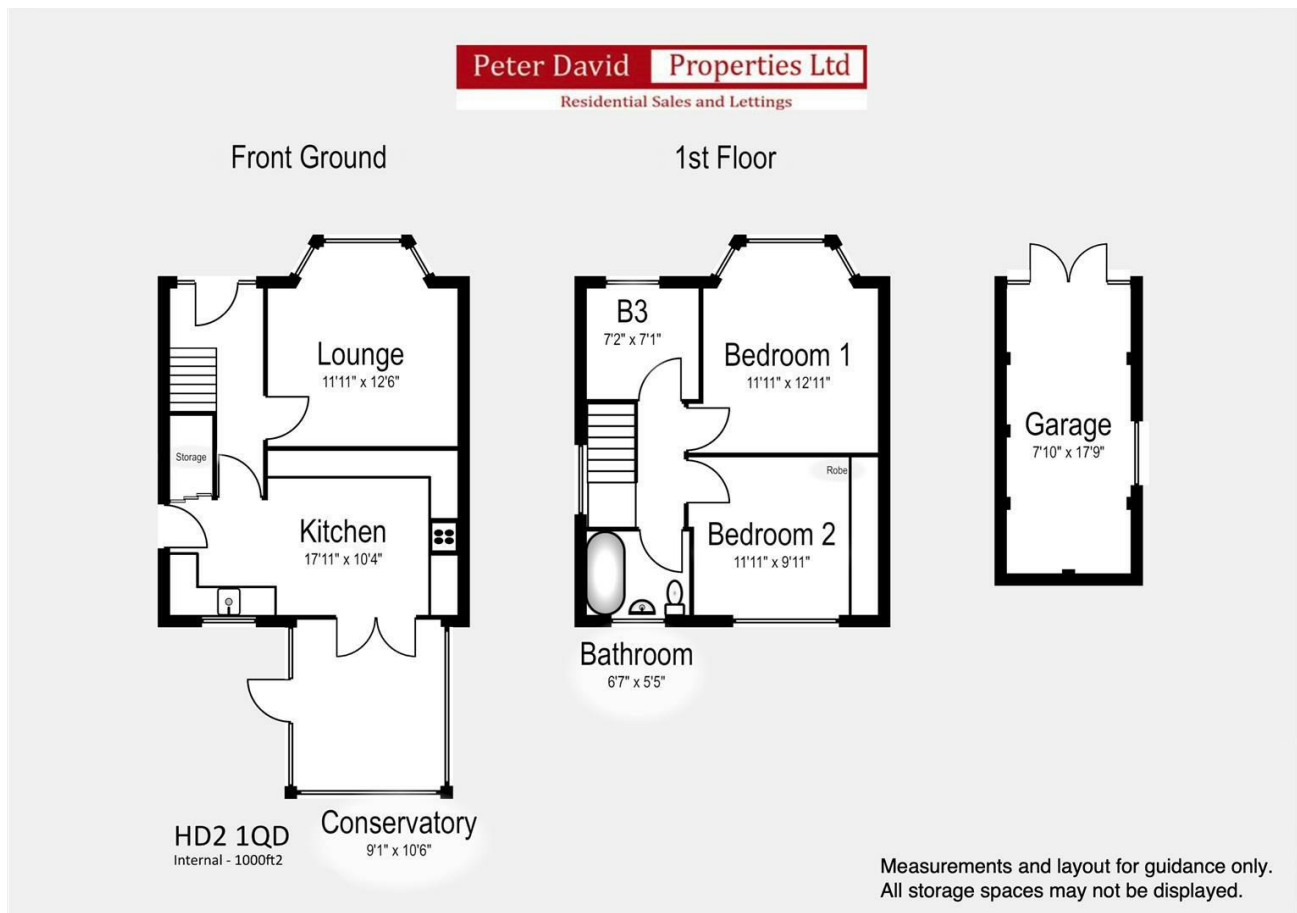 Peter David Properties Ltd
Residential Sales and Lettings
Front Ground
1st Floor
Lounge
11'11" x 12'6"
Storage
Kitchen
17'11" x 10'4"
Conservatory
9'1" x 10'6"
HD2 1QD
Internal - 1000ft2
B3
7'2" x 7'1"
Bedroom 1
11'11" x 12'11"
Robe
Bedroom 2
11'11" x 9'11"
Bathroom
6'7" x 5'5"
Garage
7'10" x 17'9"
Measurements and layout for guidance only.
All storage spaces may not be displayed.